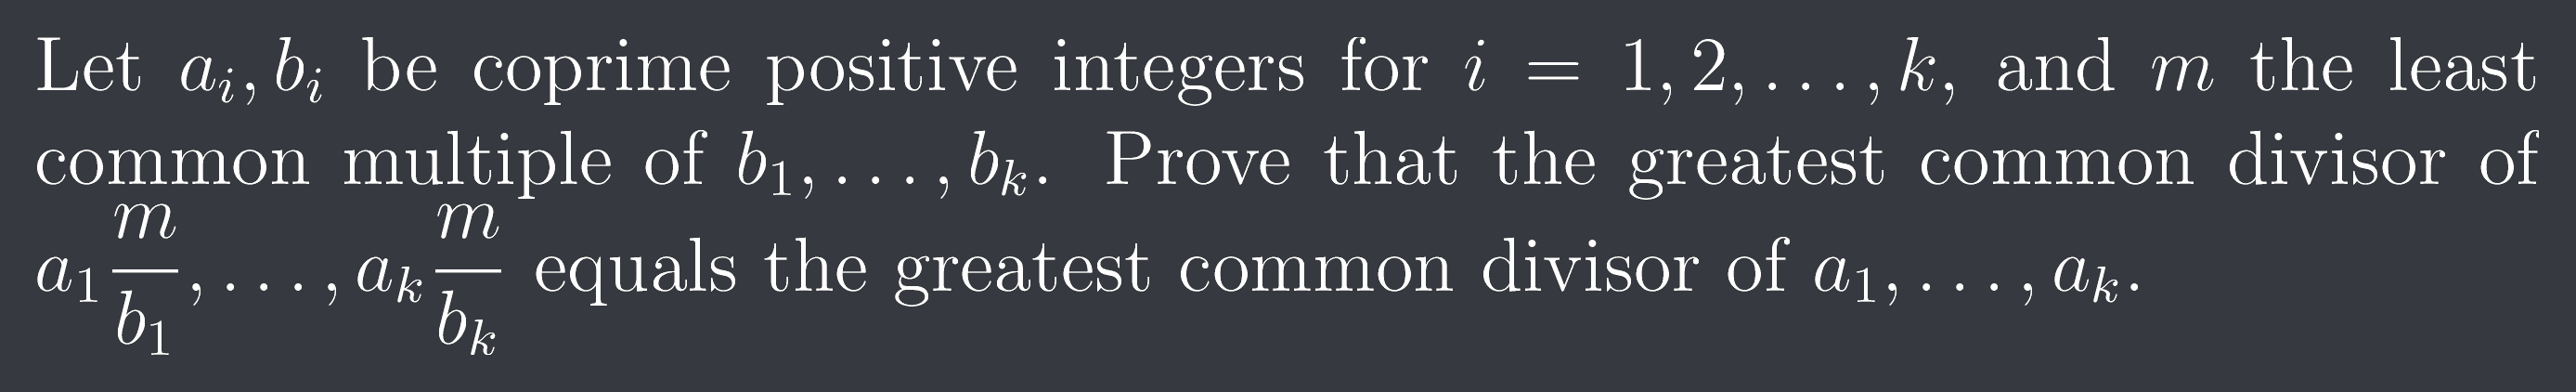 Let $a_i, b_i$ be coprime positive integers for $i = 1, 2, \ldots, k$, and $m$ the least
common multiple of $b_1, \ldots, b_k$. Prove that the greatest common divisor of
$a_1 \dfrac{m}{b_1}, \ldots, a_k \dfrac{m}{b_k}$ equals the greatest common divisor of $a_1, \ldots, a_k$.